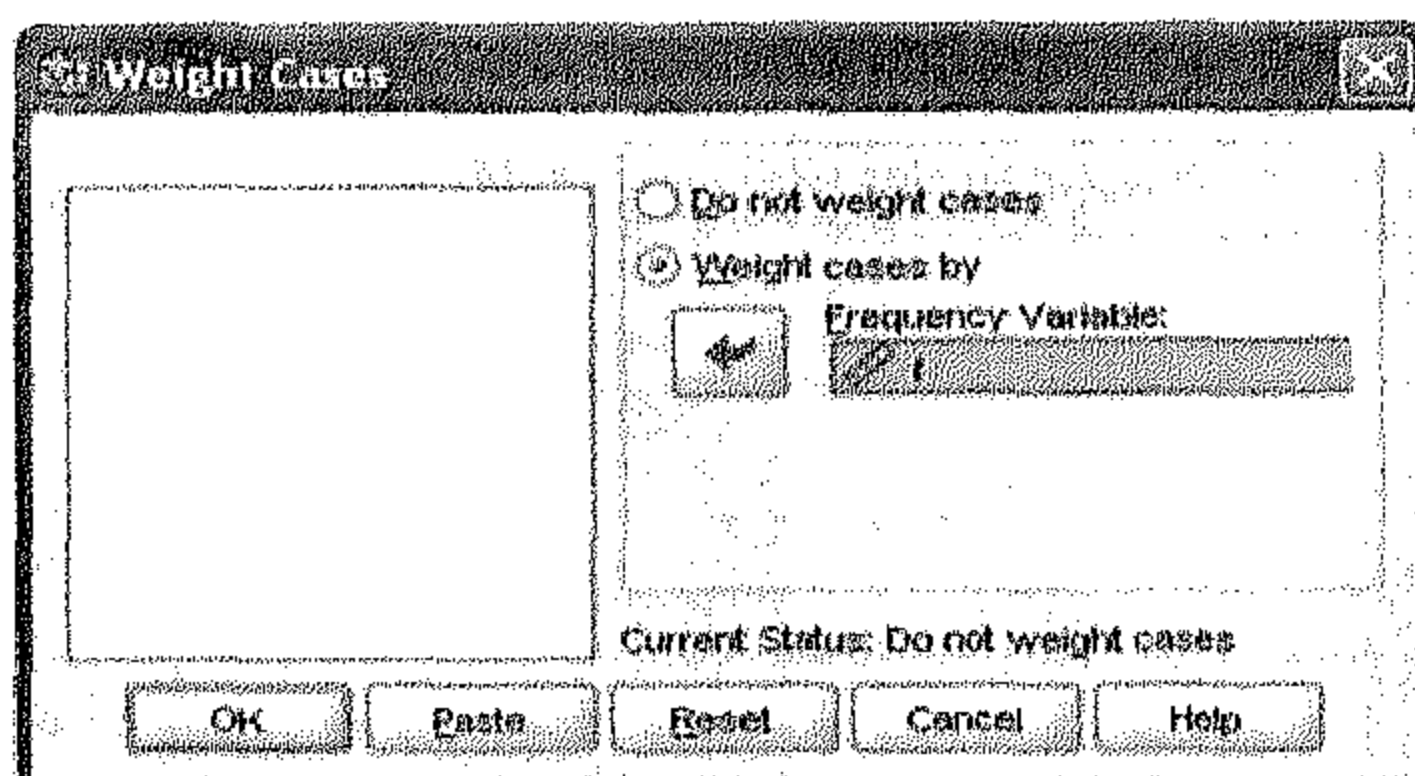 Weight Cases
Do not weight cases
Weight cases by
Frequency Variable:
Current Status: Do not weight cases
OK
Paste
Reset
Cancel
Help